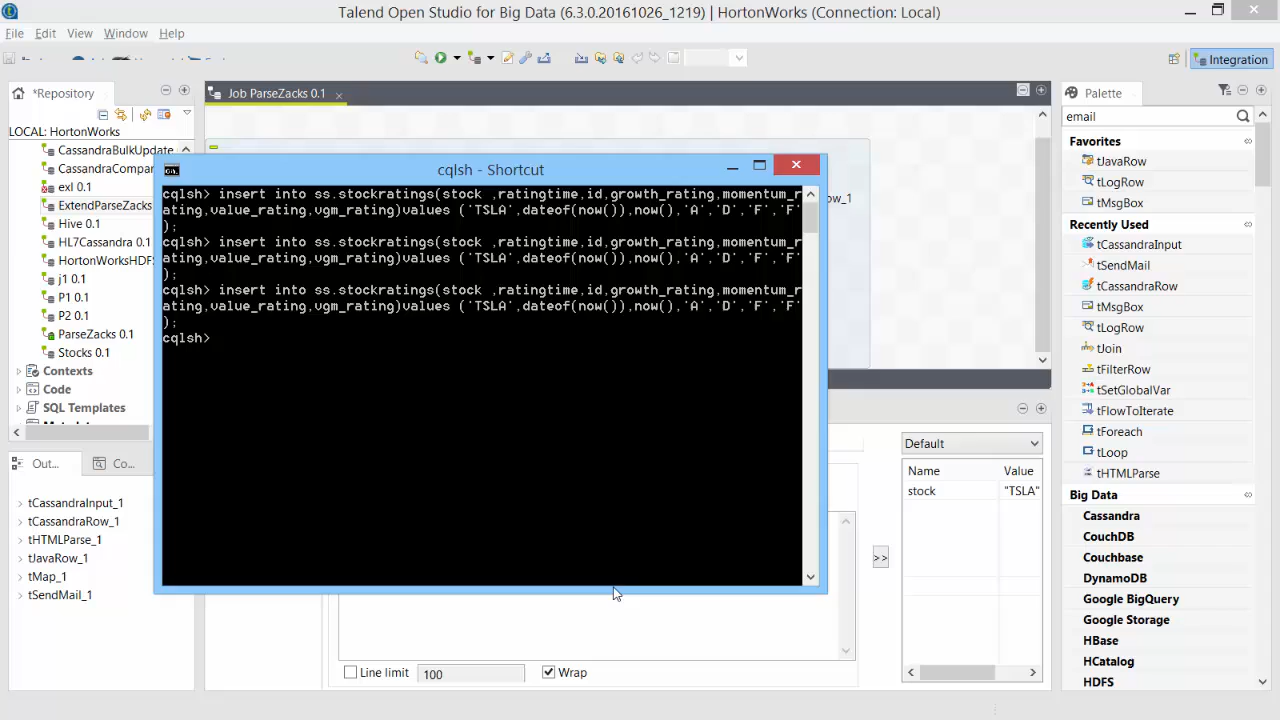 Talend Open Studio for Big Data (6.3.0.20161026_1219) | HortonWorks (Connection: Local)
File Edit View Window Help
Integration
*Repository
LOCAL: HortonWorks
CassandraBulkUpdate
CassandraCompar
exl 0.1
ExtendParseZacks
Hive 0.1
HL7Cassandra 0.1
HortonWorksHDFS
j1 0.1
P1 0.1
P2 0.1
ParseZacks 0.1
Stocks 0.1
Contexts
Code
SQL Templates
Out...
Co...
tCassandraInput_1
tCassandraRow_1
tHTMLParse_1
tJavaRow_1
tMap_1
tSendMail_1
Job ParseZacks 0.1
ow_1
cqlsh - Shortcut
cqlsh> insert into ss.stockratings(stock ,ratingtime,id,growth_rating,momentum_r
ating,value_rating,vgm_rating)values ('TSLA',dateof(now()),now(),'A','D','F','F'
);
cqlsh> insert into ss.stockratings(stock ,ratingtime,id,growth_rating,momentum_r
ating,value_rating,vgm_rating)values ('TSLA',dateof(now()),now(),'A','D','F','F'
);
cqlsh> insert into ss.stockratings(stock ,ratingtime,id,growth_rating,momentum_r
ating,value_rating,vgm_rating)values ('TSLA',dateof(now()),now(),'A','D','F','F'
);
cqlsh>
Default
Name Value
stock "TSLA"
>>
Line limit 100 Wrap
Palette
email
Favorites
tJavaRow
tLogRow
tMsgBox
Recently Used
tCassandraInput
tSendMail
tCassandraRow
tMsgBox
tLogRow
tJoin
tFilterRow
tSetGlobalVar
tFlowToIterate
tForeach
tLoop
tHTMLParse
Big Data
Cassandra
CouchDB
Couchbase
DynamoDB
Google BigQuery
Google Storage
HBase
HCatalog
HDFS